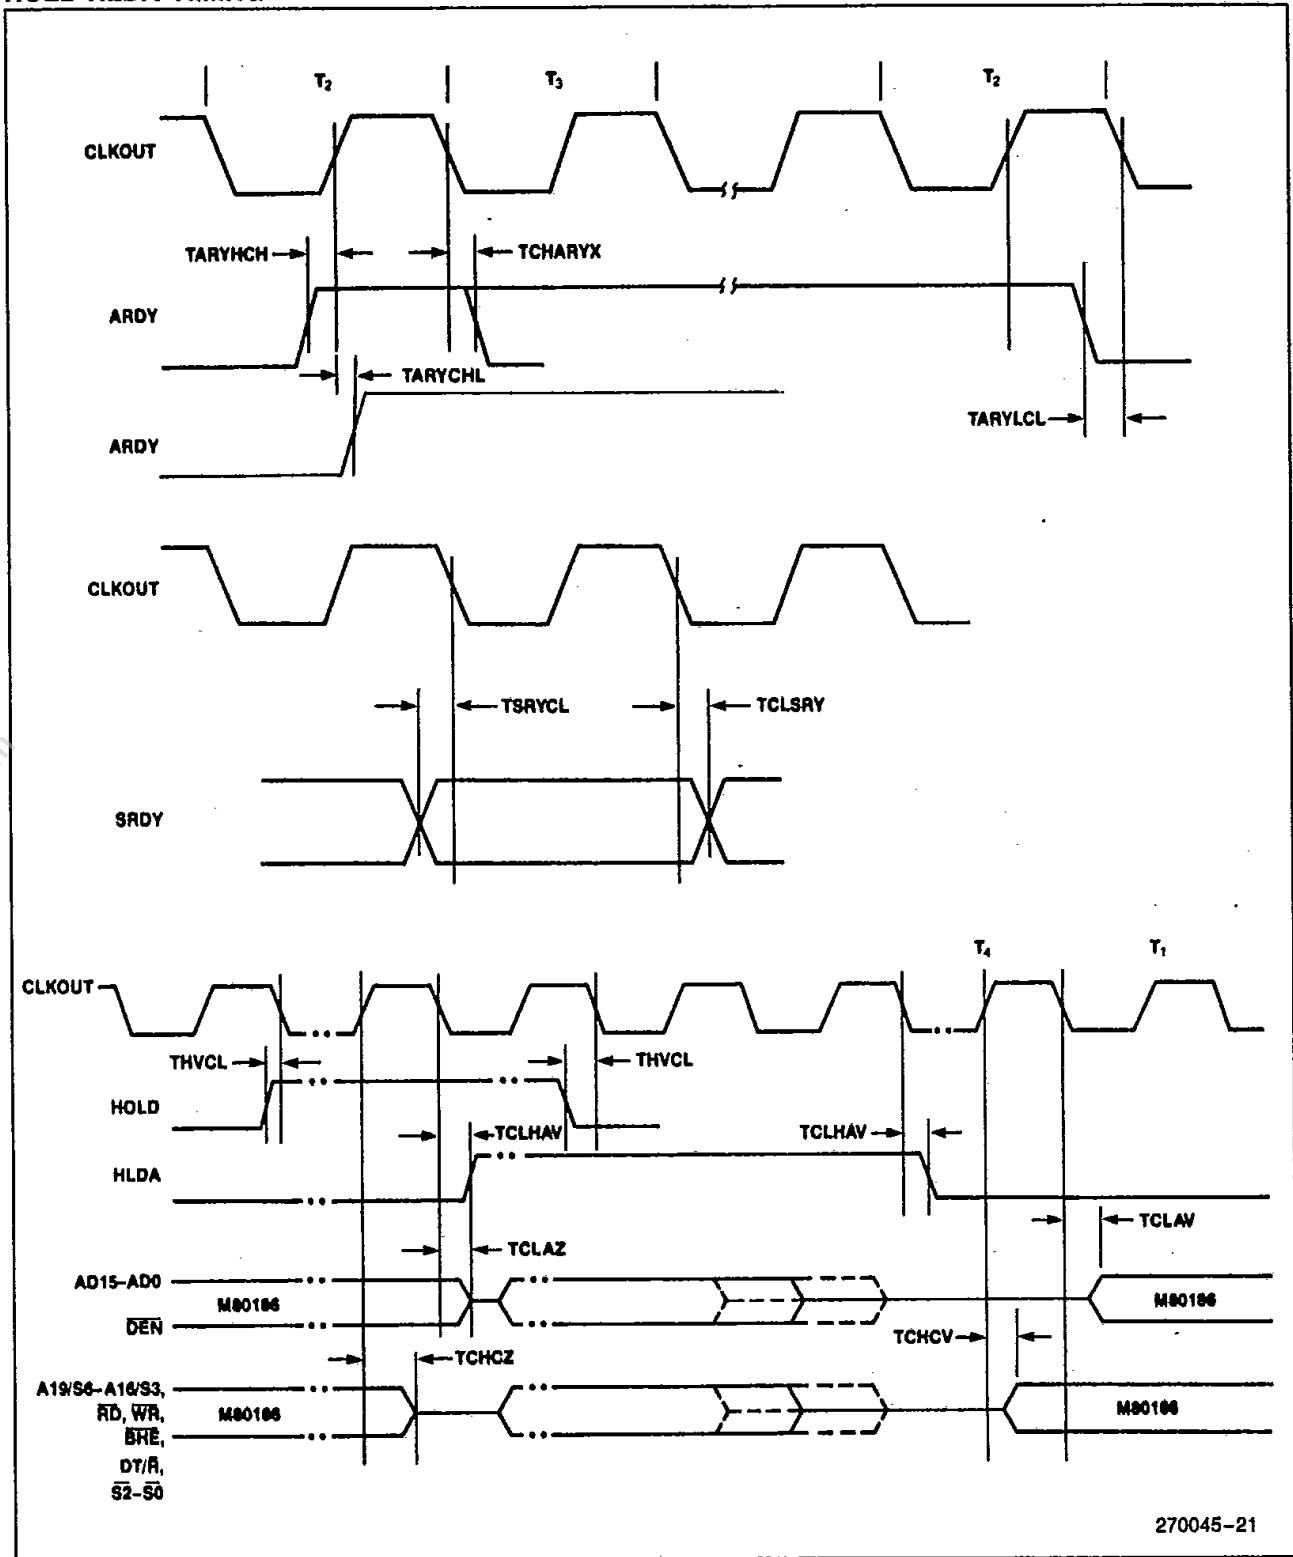 T2 T3 T2
CLKOUT
TARYHCH TCHARYX
ARDY
TARYCHL
TARYLCL
ARDY
CLKOUT
TSRYCL TCLSRY
SRDY
T4 T1
CLKOUT
THVCL THVCL
HOLD
TCLHAV TCLHAV
HLDA
TCLAV
TCLAZ
AD15–AD0
M80186 M80186
DEN
TCHCV
TCHCZ
A19/S6–A16/S3,
RD, WR, M80186 M80186
BHE,
DT/R,
S2–S0
270045–21